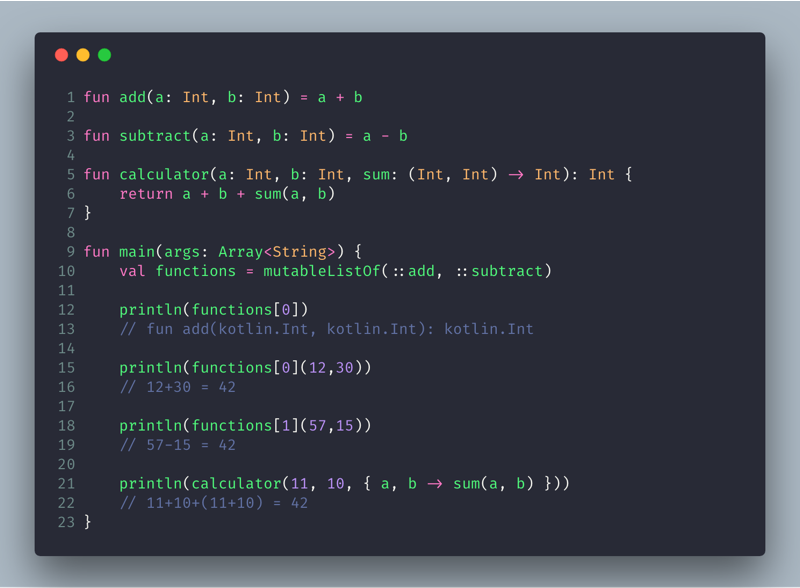 1 fun add(a: Int, b: Int) = a + b
2
3 fun subtract(a: Int, b: Int) = a - b
4
5 fun calculator(a: Int, b: Int, sum: (Int, Int) -> Int): Int {
6     return a + b + sum(a, b)
7 }
8
9 fun main(args: Array<String>) {
10     val functions = mutableListOf(::add, ::subtract)
11
12     println(functions[0])
13     // fun add(kotlin.Int, kotlin.Int): kotlin.Int
14
15     println(functions[0](12,30))
16     // 12+30 = 42
17
18     println(functions[1](57,15))
19     // 57-15 = 42
20
21     println(calculator(11, 10, { a, b -> sum(a, b) }))
22     // 11+10+(11+10) = 42
23 }